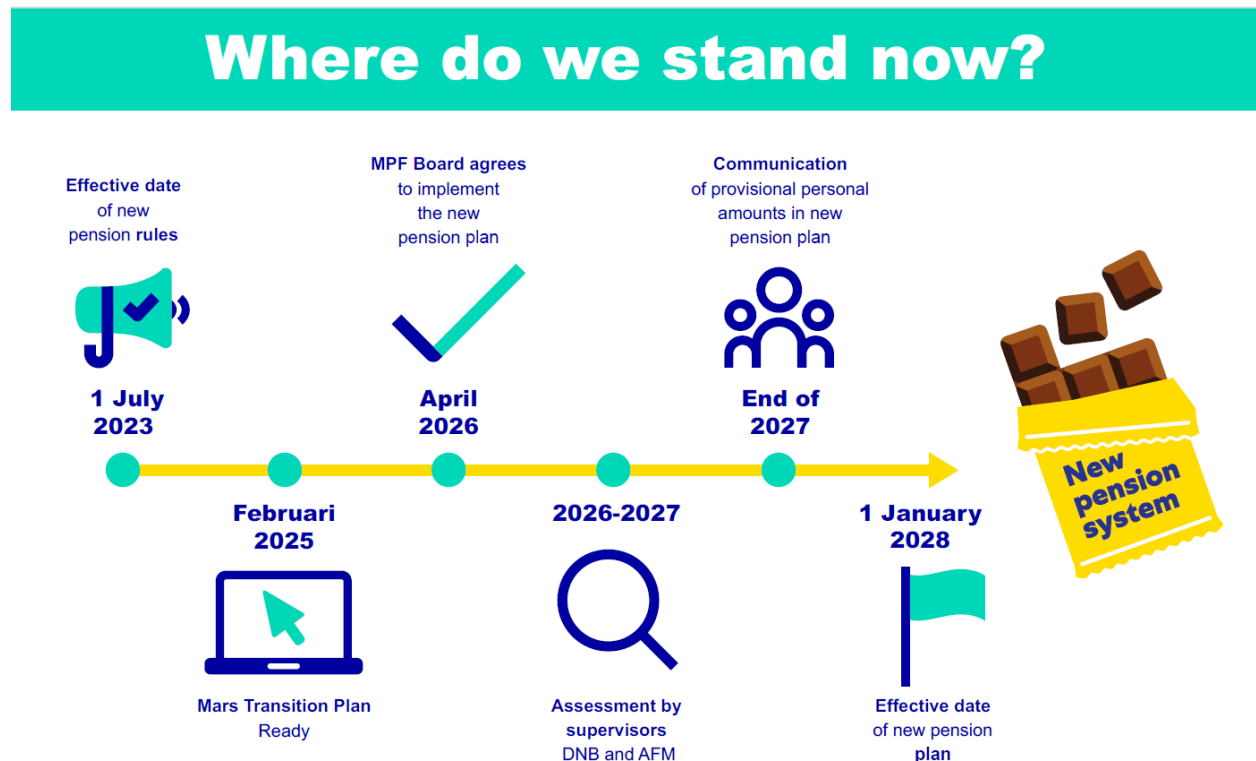 Where do we stand now?
Effective date
of new
pension rules
1 July
2023
Februari
2025
Mars Transition Plan
Ready
MPF Board agrees
to implement
the new
pension plan
April
2026
2026-2027
Assessment by
supervisors
DNB and AFM
Communication
of provisional personal
amounts in new
pension plan
End of
2027
1 January
2028
Effective date
of new pension
plan
New
pension
system